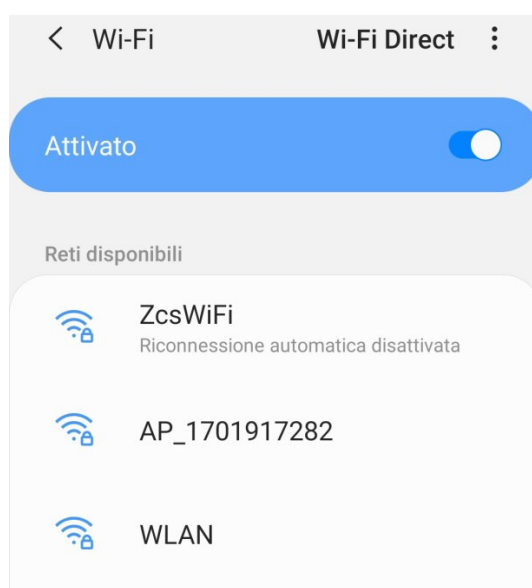 Wi-Fi Wi-Fi Direct
Attivato
Reti disponibili
ZcsWiFi
Riconnessione automatica disattivata
AP_1701917282
WLAN